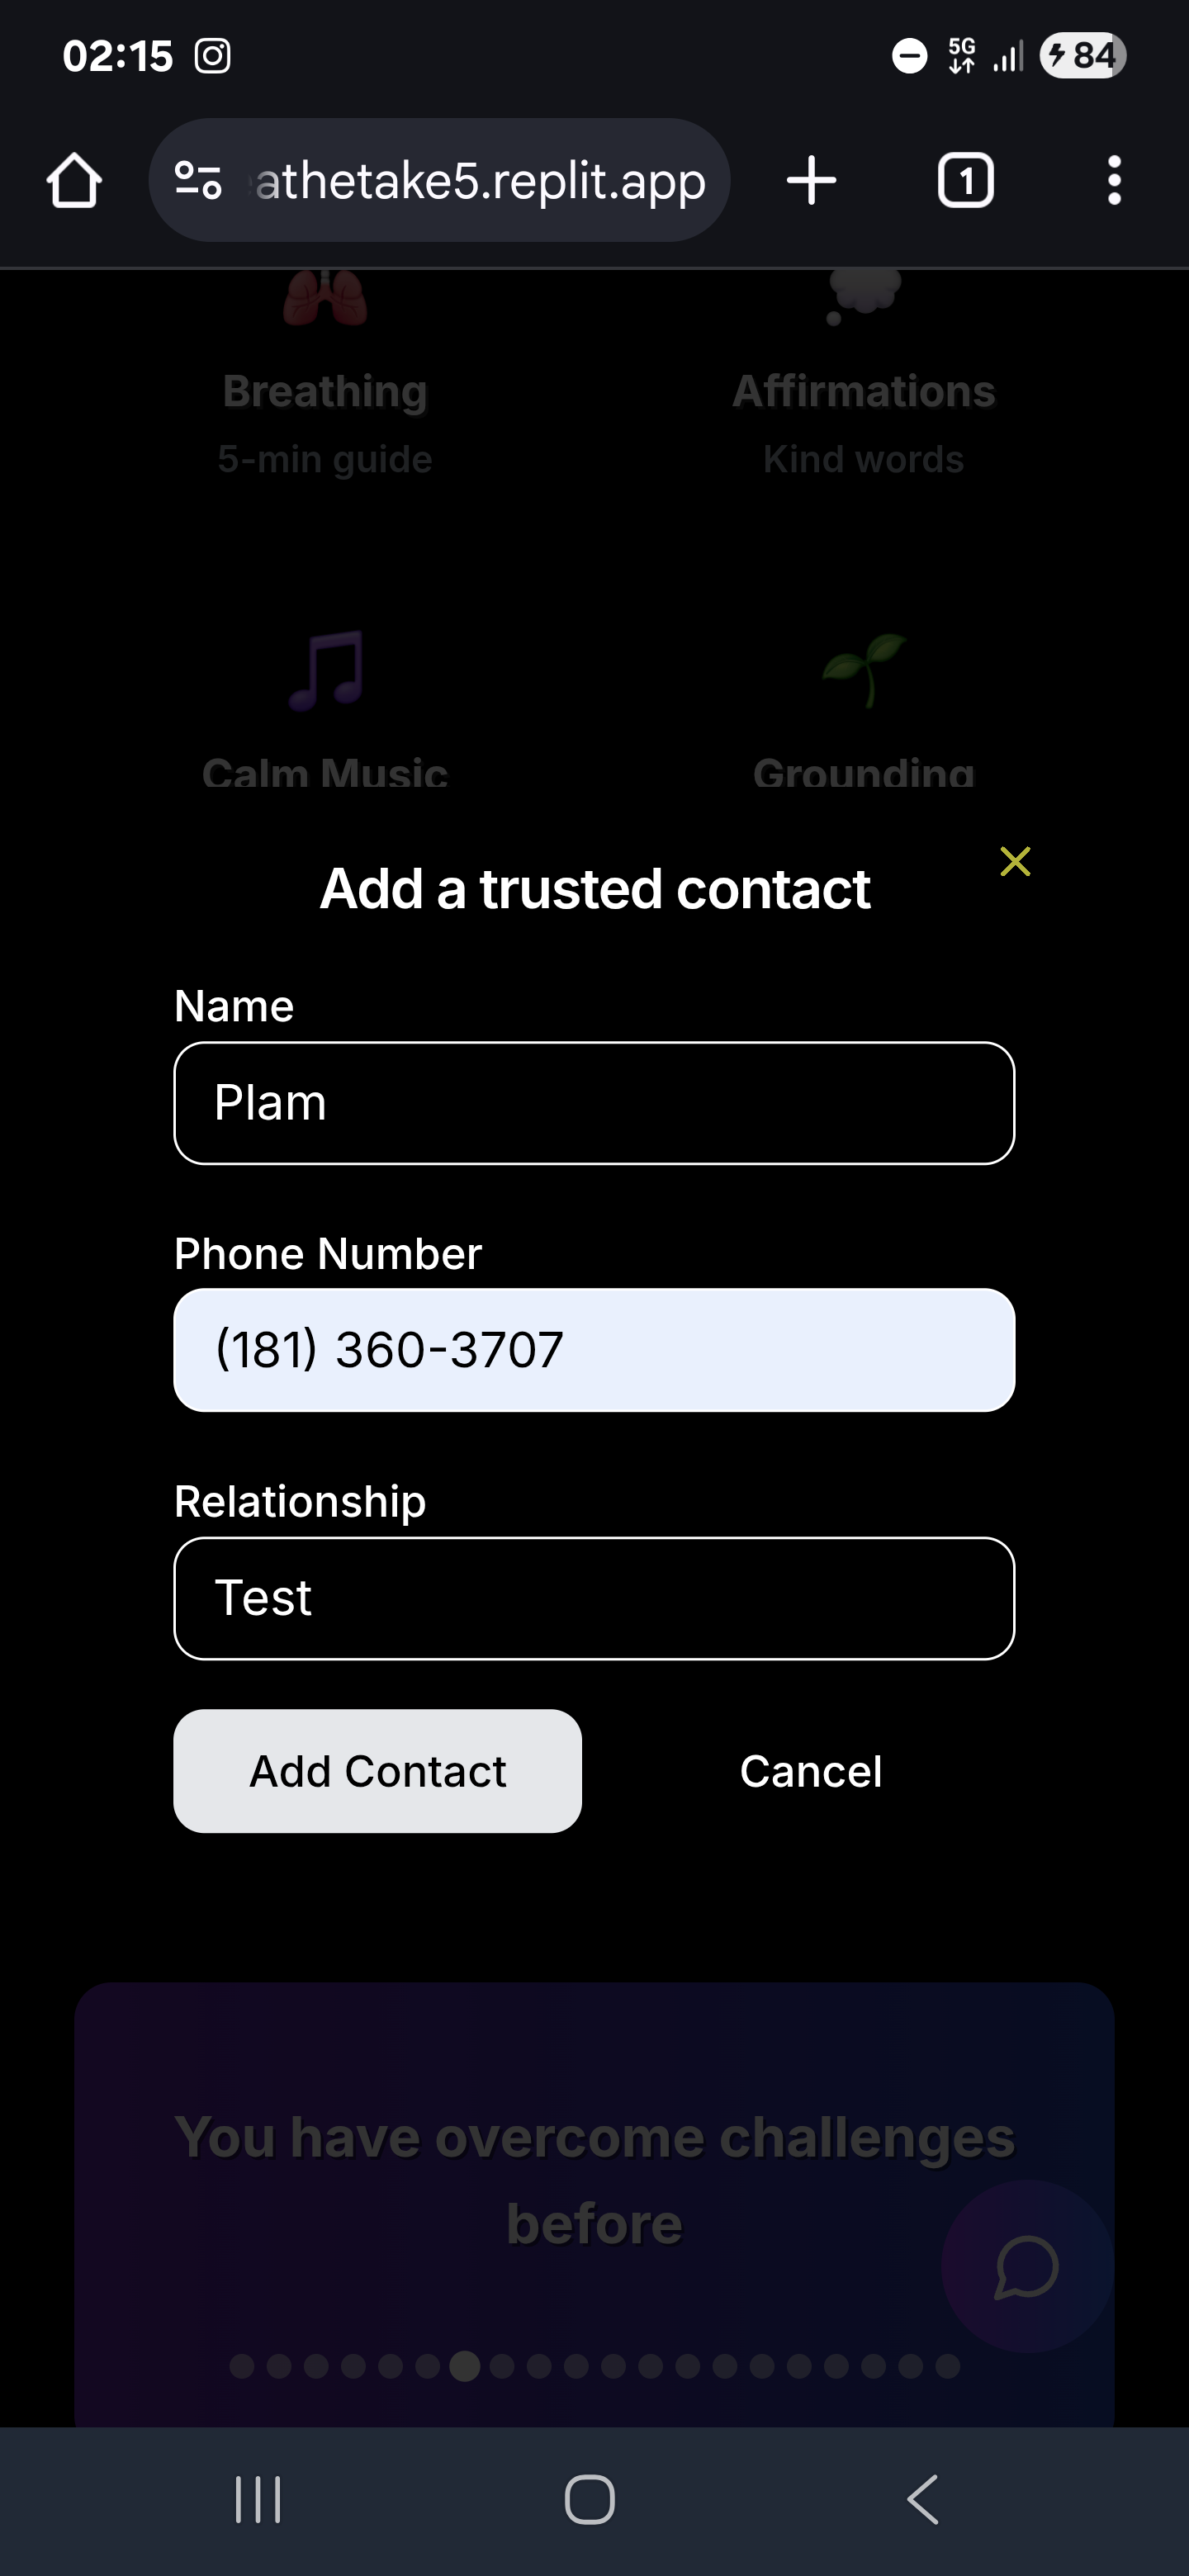 02:15
5G
84
athetake5.replit.app
1
Breathing
Affirmations
5-min guide
Kind words
Calm Music
Grounding
Add a trusted contact
Name
Plam
Phone Number
(181) 360-3707
Relationship
Test
Add Contact
Cancel
You have overcome challenges
before